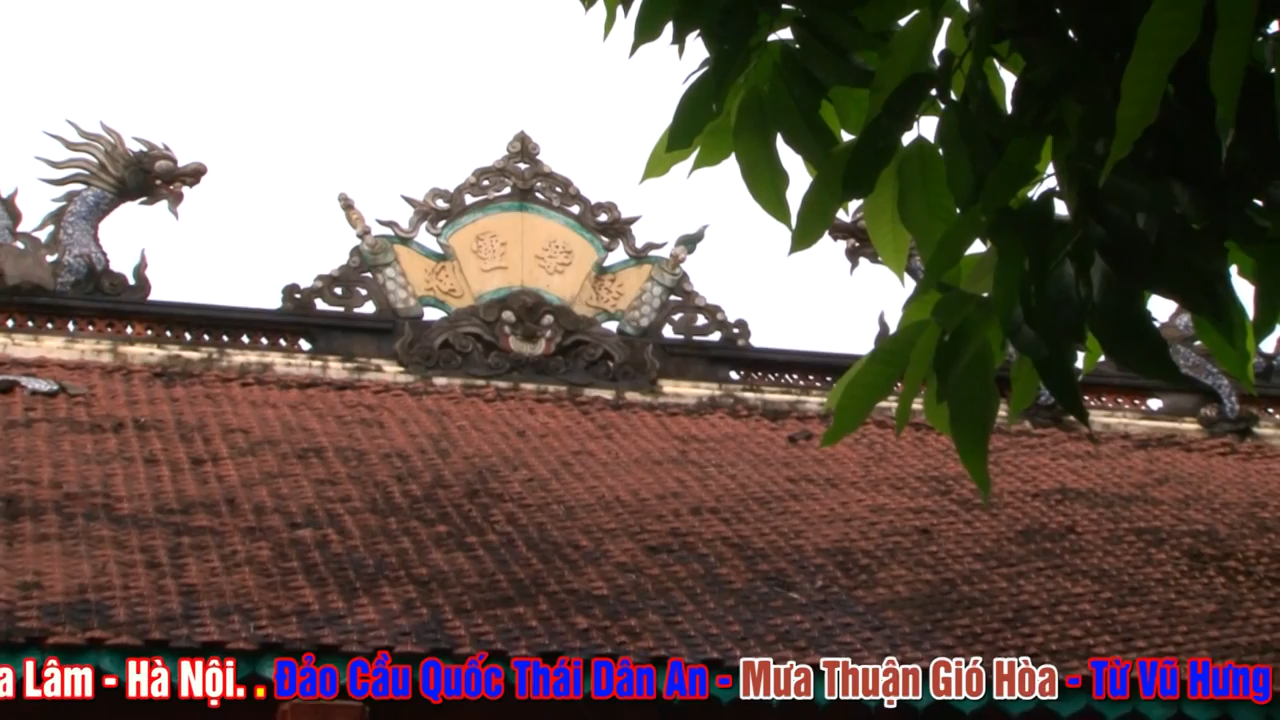 a Lâm - Hà Nội. . Đảo Cầu Quốc Thái Dân An - Mưa Thuận Gió Hòa - Từ Vũ Hưng